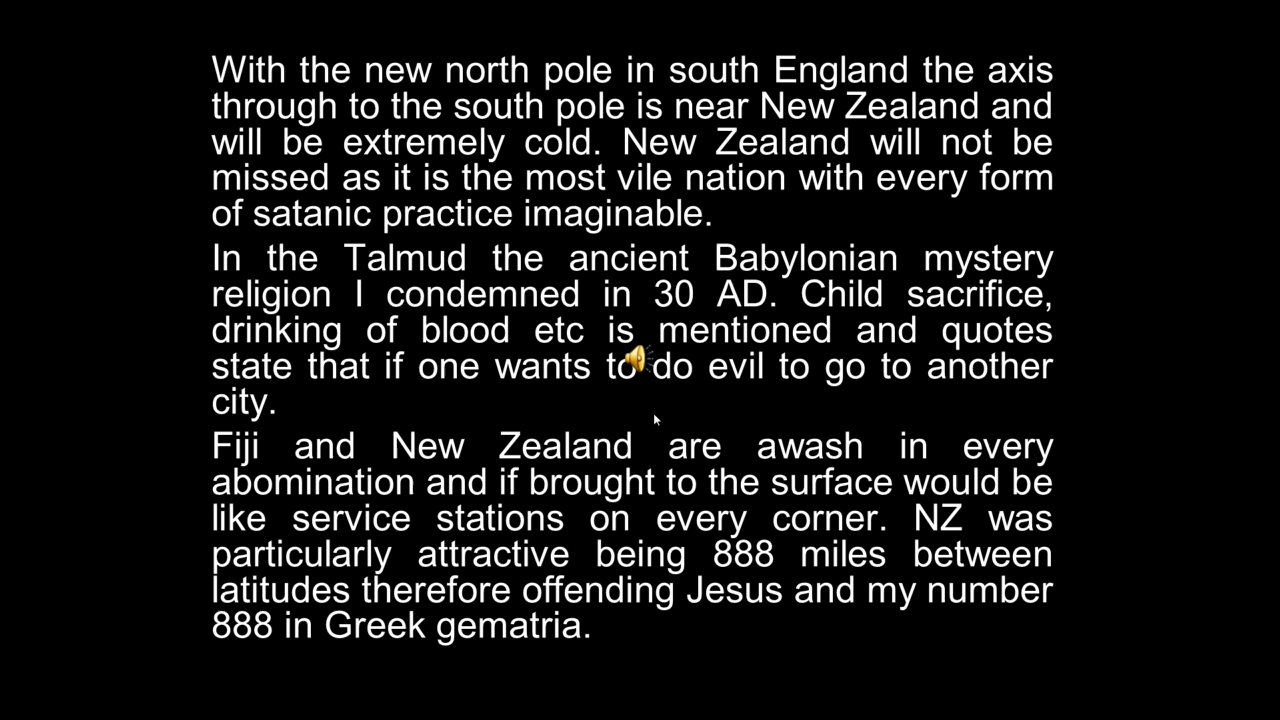 With the new north pole in south England the axis
through to the south pole is near New Zealand and
will be extremely cold. New Zealand will not be
missed as it is the most vile nation with every form
of satanic practice imaginable.
In the Talmud the ancient Babylonian mystery
religion I condemned in 30 AD. Child sacrifice,
drinking of blood etc is mentioned and quotes
state that if one wants to do evil to go to another
city.
Fiji and New Zealand are awash in every
abomination and if brought to the surface would be
like service stations on every corner. NZ was
particularly attractive being 888 miles between
latitudes therefore offending Jesus and my number
888 in Greek gematria.